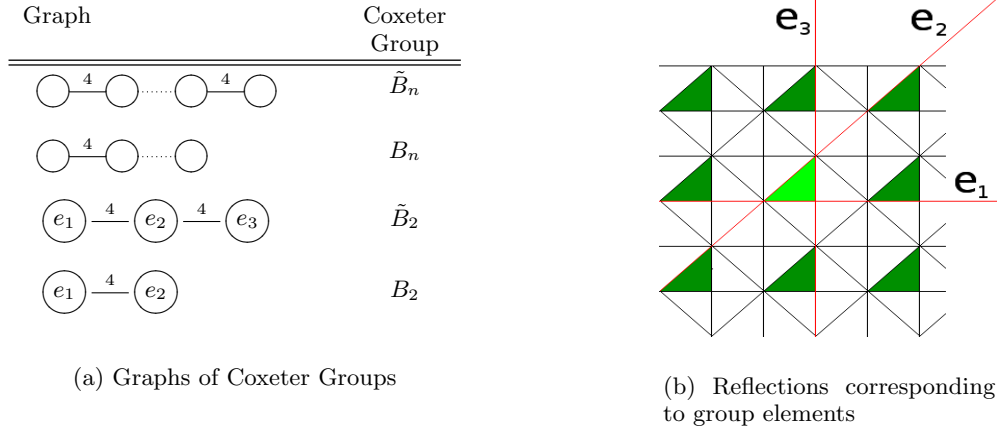 Graph Coxeter Group
4 4 B̃ₙ
4 Bₙ
e₁ 4 e₂ 4 e₃ B̃₂
e₁ 4 e₂ B₂
(a) Graphs of Coxeter Groups
e₃ e₂
e₁
(b) Reflections corresponding
to group elements